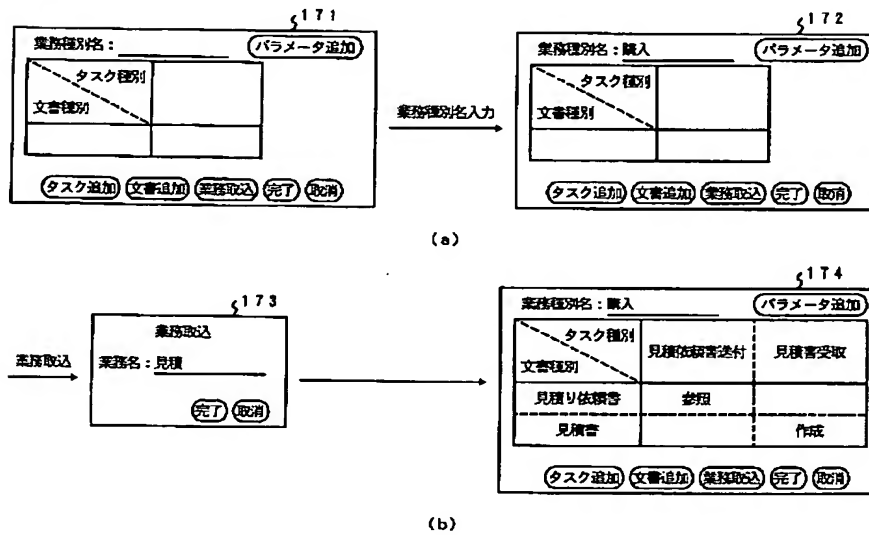 171
業務種別名：
パラメータ追加
タスク種別
文書種別
タスク追加 文書追加 業務取込 完了 取消
業務種別名入力
172
業務種別名：購入
パラメータ追加
タスク種別
文書種別
タスク追加 文書追加 業務取込 完了 取消
(a)
業務取込
173
業務取込
業務名：見積
完了 取消
174
業務種別名：購入
パラメータ追加
タスク種別
文書種別
見積依頼書送付 見積書受取
見積り依頼書 参照
見積書 作成
タスク追加 文書追加 業務取込 完了 取消
(b)